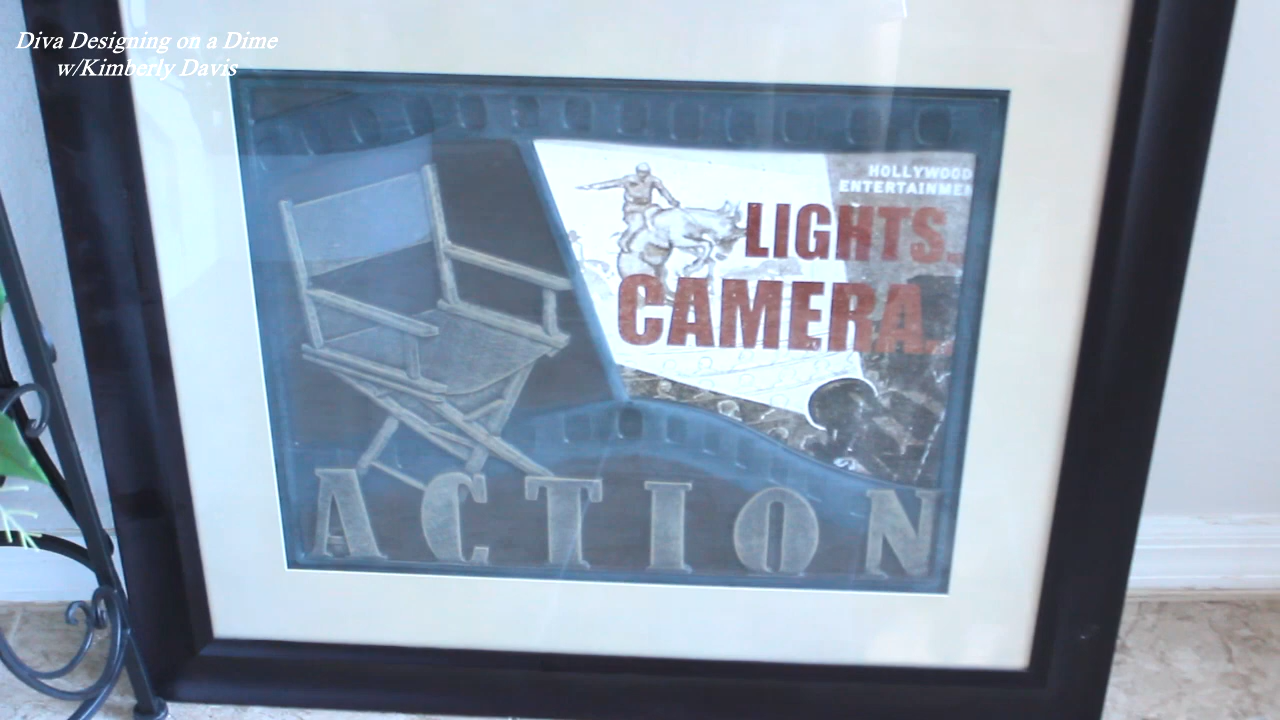 Diva Designing on a Dime
w/Kimberly Davis
HOLLYWOOD
ENTERTAINMEN
LIGHTS..
CAMERA..
ACTION